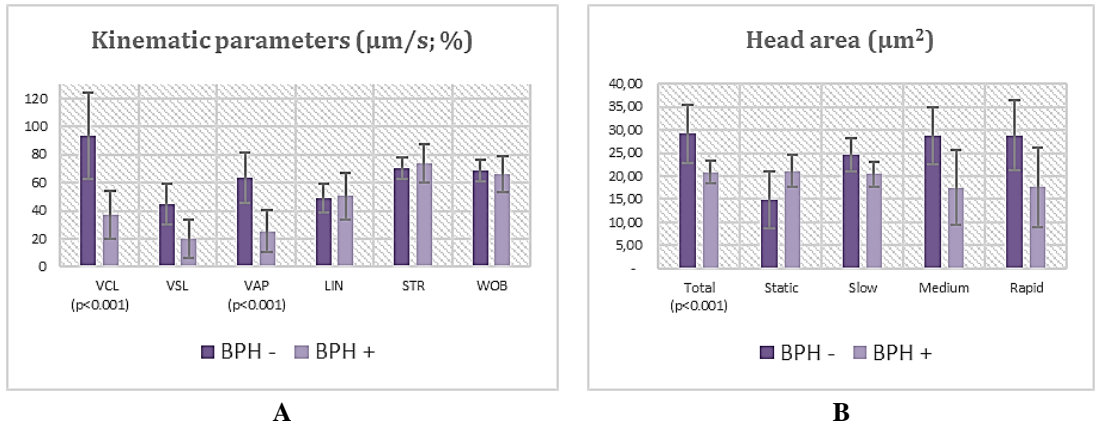 Kinematic parameters (µm/s; %)
120
100
80
60
40
20
0
VCL VSL VAP LIN STR WOB
(p<0.001) (p<0.001)
BPH - BPH +
A
Head area (µm²)
40,00
35,00
30,00
25,00
20,00
15,00
10,00
5,00
-
Total Static Slow Medium Rapid
(p<0.001)
BPH - BPH +
B